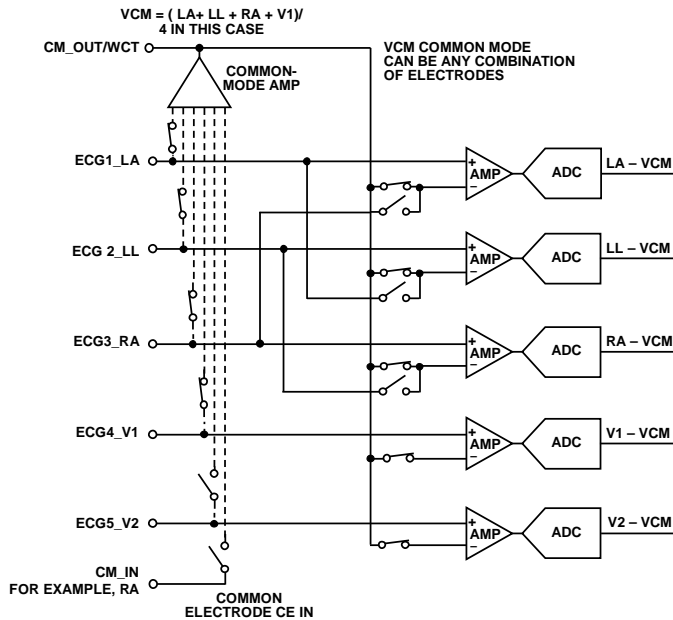 VCM = ( LA+ LL + RA + V1)/
4 IN THIS CASE
CM_OUT/WCT
COMMON-
MODE AMP
VCM COMMON MODE
CAN BE ANY COMBINATION
OF ELECTRODES
ECG1_LA
+
AMP
–
ADC
LA – VCM
ECG 2_LL
+
AMP
–
ADC
LL – VCM
ECG3_RA
+
AMP
–
ADC
RA – VCM
ECG4_V1
+
AMP
–
ADC
V1 – VCM
ECG5_V2
+
AMP
–
ADC
V2 – VCM
CM_IN
FOR EXAMPLE, RA
COMMON
ELECTRODE CE IN